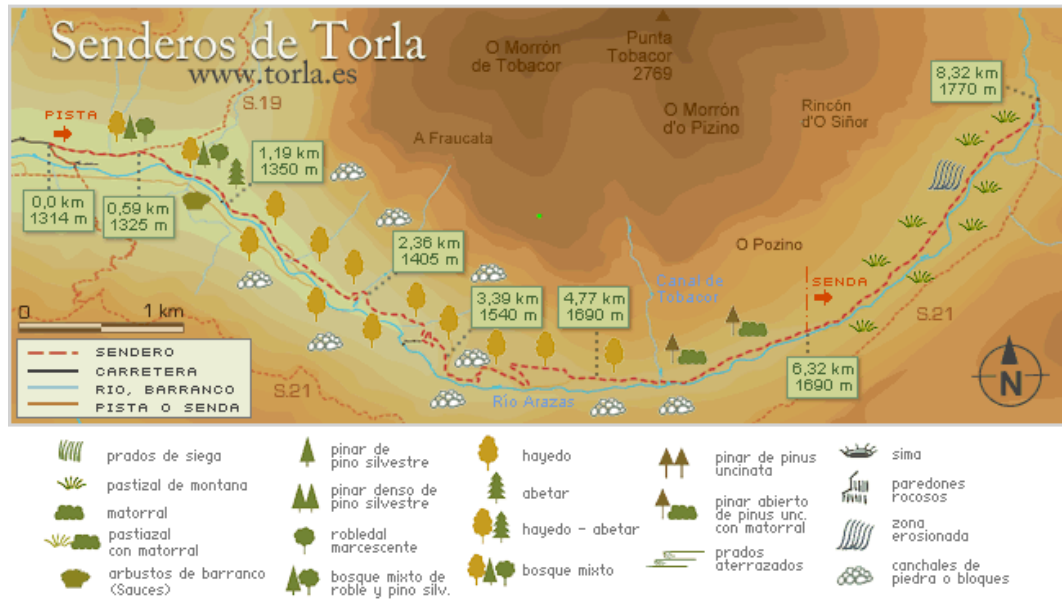 Senderos de Torla
www.torla.es
O Morrón
de Tobacor
Punta
Tobacor
2769
8,32 km
1770 m
S.19
PISTA
O Morrón
d'o Pizino
Rincón
d'O Siñor
A Fraucata
1,19 km
1350 m
0,0 km
1314 m
0,59 km
1325 m
2,36 km
1405 m
O Pozino
Canal de
Tobacor
SENDA
3,39 km
1540 m
4,77 km
1690 m
S.21
0 1 km
6,32 km
1690 m
SENDERO
CARRETERA
RIO, BARRANCO
PISTA O SENDA
S.21
Río Arazas
N
prados de siega
pastizal de montana
matorral
pastiazal
con matorral
arbustos de barranco
(Sauces)
pinar de
pino silvestre
pinar denso de
pino silvestre
robledal
marcescente
bosque mixto de
roble y pino silv.
hayedo
abetar
hayedo - abetar
bosque mixto
pinar de pinus
uncinata
pinar abierto
de pinus unc.
con matorral
prados
aterrazados
sima
paredones
rocosos
zona
erosionada
canchales de
piedra o bloques